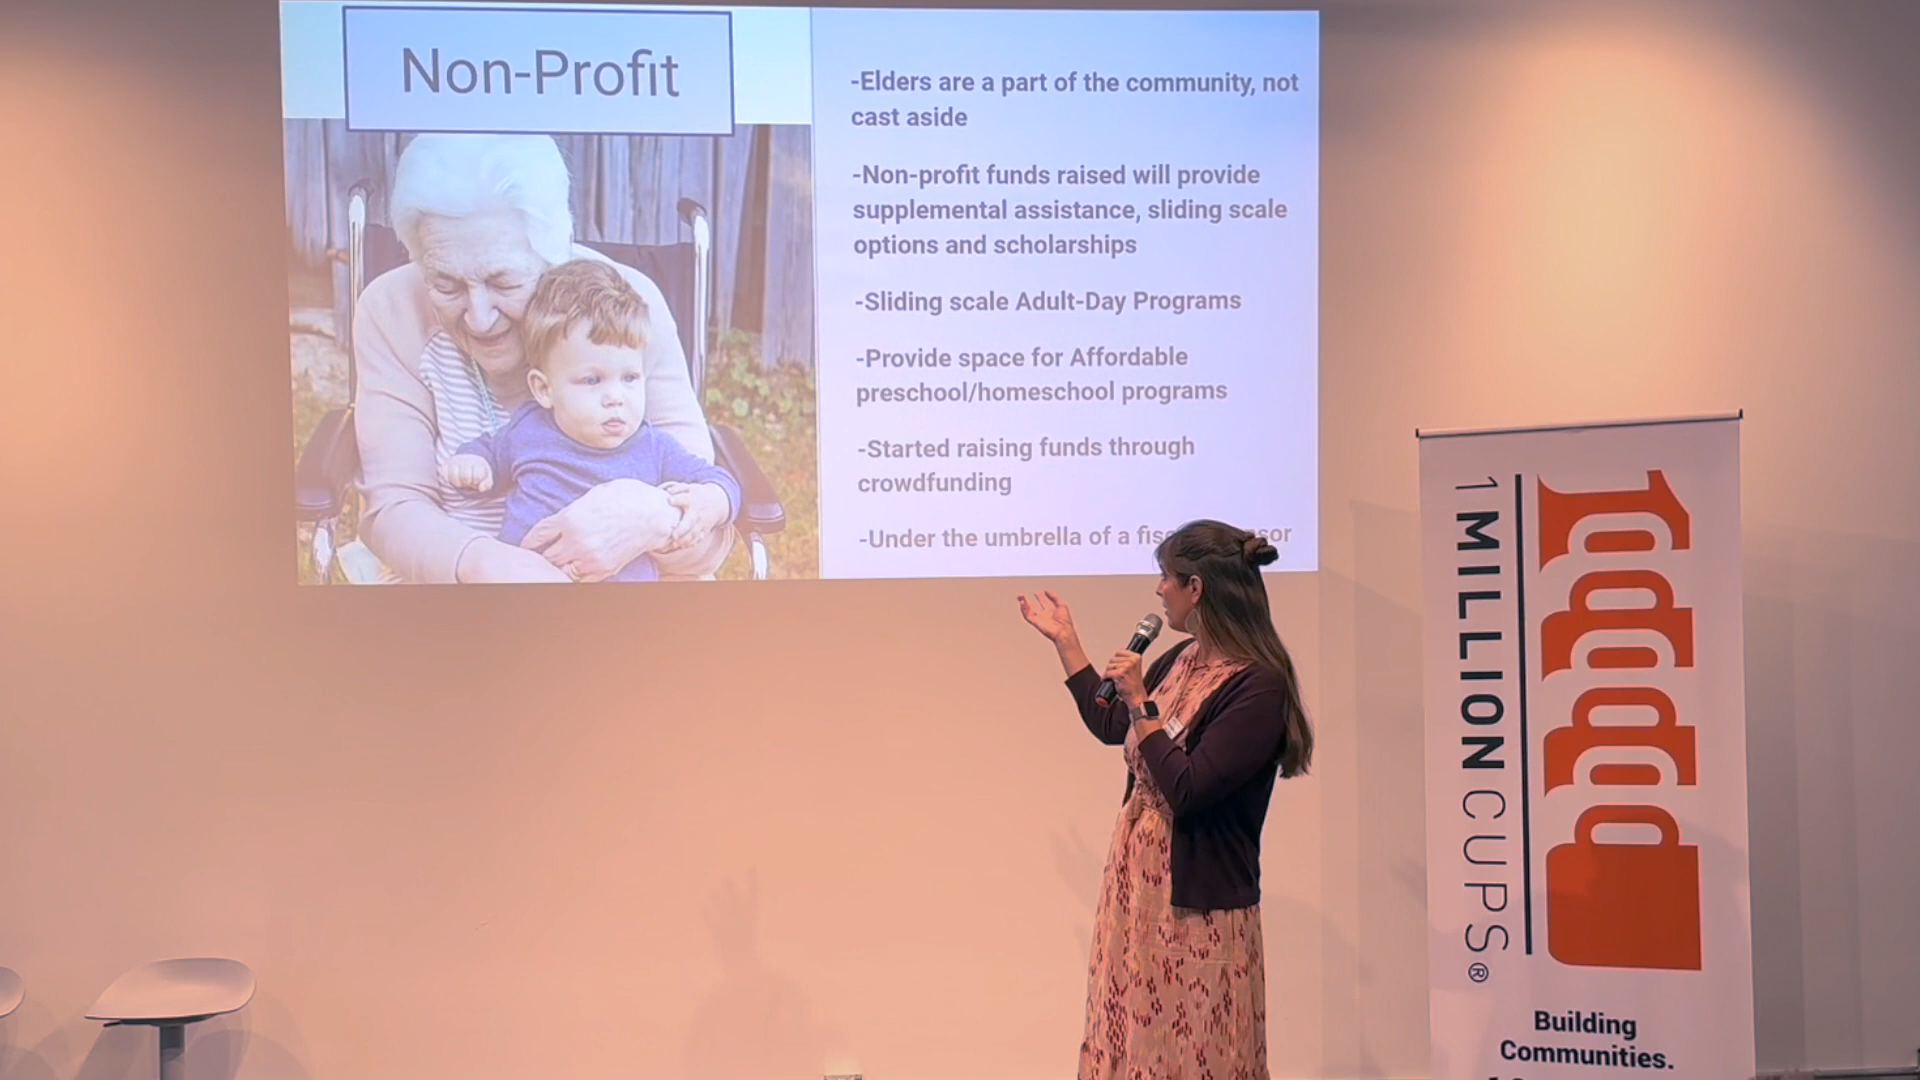 Non-Profit
-Elders are a part of the community, not
cast aside
-Non-profit funds raised will provide
supplemental assistance, sliding scale
options and scholarships
-Sliding scale Adult-Day Programs
-Provide space for Affordable
preschool/homeschool programs
-Started raising funds through
crowdfunding
-Under the umbrella of a
1 MILLION CUPS®
Building
Communities.